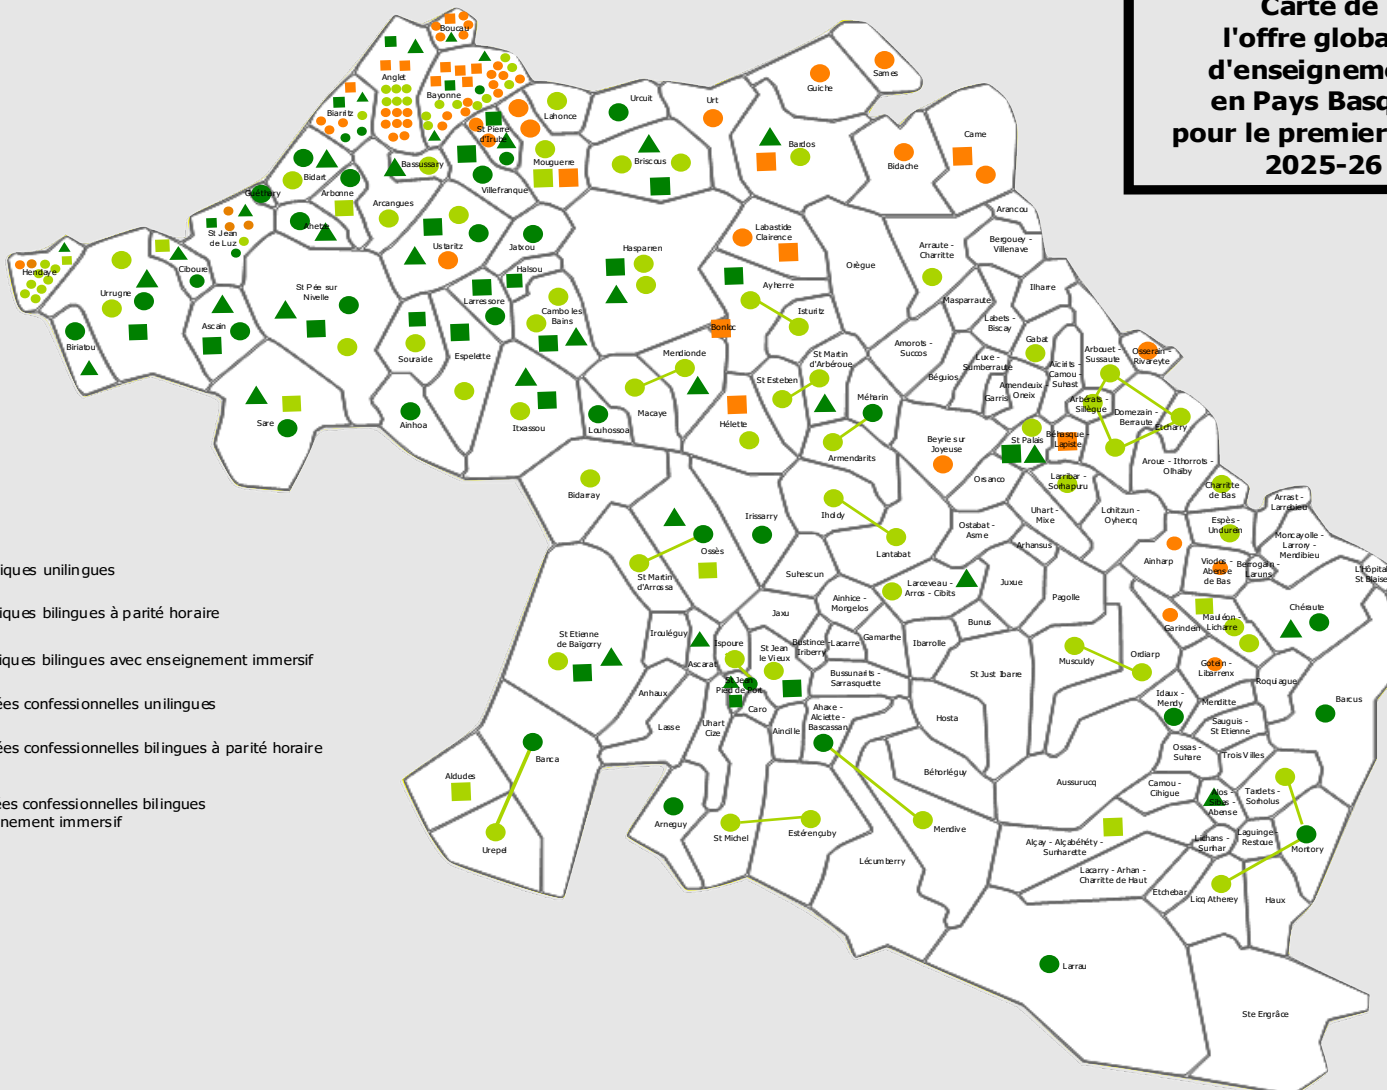 Carte de
l'offre globa
d'enseigneme
en Pays Basq
pour le premier
2025-26
Boucau
Anglet
Bayonne
Biarritz
St Pierre
d'Irube
Lahonce
Urcuit
Urt
Guiche
Sames
Bardos
Bidache
Came
Bidart
Bassussary
Mouguerre
Briscous
Villefranque
Guéthary
Arbonne
Arcangues
Ahetze
St Jean
de Luz
Ustaritz
Jatxou
Hasparren
Labastide
Clairence
Arancou
Bergouey -
Villenave
Arraute -
Charritte
Orègue
Hendaye
Urrugne
Ciboure
Halsou
Ayherre
Ilharre
St Pée sur
Nivelle
Larressore
Cambo les
Bains
Isturitz
Masparraute
Labets -
Biscay
Biriatou
Ascain
Souraide
Espelette
Bonloc
Amorots -
Succos
Gabat
Arbouet -
Sussaute
Osserain -
Rivareyte
Mendionde
St Martin
d'Arbéroue
Luxe -
Sumberraute
Aïcirits -
Camou -
Suhast
St Esteben
Béguios
Amendeuix -
Oneix
Garris
Arbérats -
Sillègue
Domezain -
Berraute
Etcharry
Sare
Ainhoa
Itxassou
Louhossoa
Macaye
Hélette
Méharin
Armendarits
Beyrie sur
Joyeuse
St Palais
Béhasque -
Lapiste
Aroue - Ithorrots -
Olhaïby
Orsanco
Larribar -
Sorhapuru
Charritte
de Bas
Arrast -
Larrebieu
Bidarray
Irissarry
Iholdy
Lantabat
Ostabat -
Asme
Uhart -
Mixe
Lohitzun -
Oyhercq
Espès -
Undurein
Moncayolle -
Larrory -
Mendibieu
Arhansus
Ainharp
Viodos -
Abense
de Bas
Berrogain -
Laruns
L'Hôpital
St Blaise
Ossès
St Martin
d'Arrossa
Suhescun
Larceveau -
Arros - Cibits
Juxue
Pagolle
Ainhice -
Mongelos
Jaxu
Bunus
Garindein
Mauléon -
Licharre
Chéraute
iques unilingues
iques bilingues à parité horaire
iques bilingues avec enseignement immersif
ées confessionnelles unilingues
ées confessionnelles bilingues à parité horaire
ées confessionnelles bilingues
nement immersif
St Etienne
de Baïgorry
Irouléguy
Ascarat
Ispoure
St Jean
le Vieux
Bustince -
Iriberry
Lacarre
Gamarthe
Ibarrolle
Musculdy
Ordiarp
Gotein -
Libarrenx
Roquiague
St Jean
Pied de Port
Bussunarits -
Sarrasquette
St Just Ibarre
Idaux -
Mendy
Menditte
Barcus
Anhaux
Lasse
Uhart
Cize
Caro
Aincille
Ahaxe -
Alciette -
Bascassan
Hosta
Sauguis -
St Etienne
Banca
Béhorléguy
Ossas -
Suhare
Trois Villes
Aldudes
Aussurucq
Camou -
Cihigue
Alos -
Sibas -
Abense
Tardets -
Sorholus
Urepel
Arneguy
St Michel
Estérençuby
Mendive
Lécumberry
Alçay - Alçabéhéty -
Sunharette
Lichans -
Sunhar
Laguinge -
Restoue
Montory
Lacarry - Arhan -
Charritte de Haut
Etchebar
Licq Atherey
Haux
Larrau
Ste Engrâce